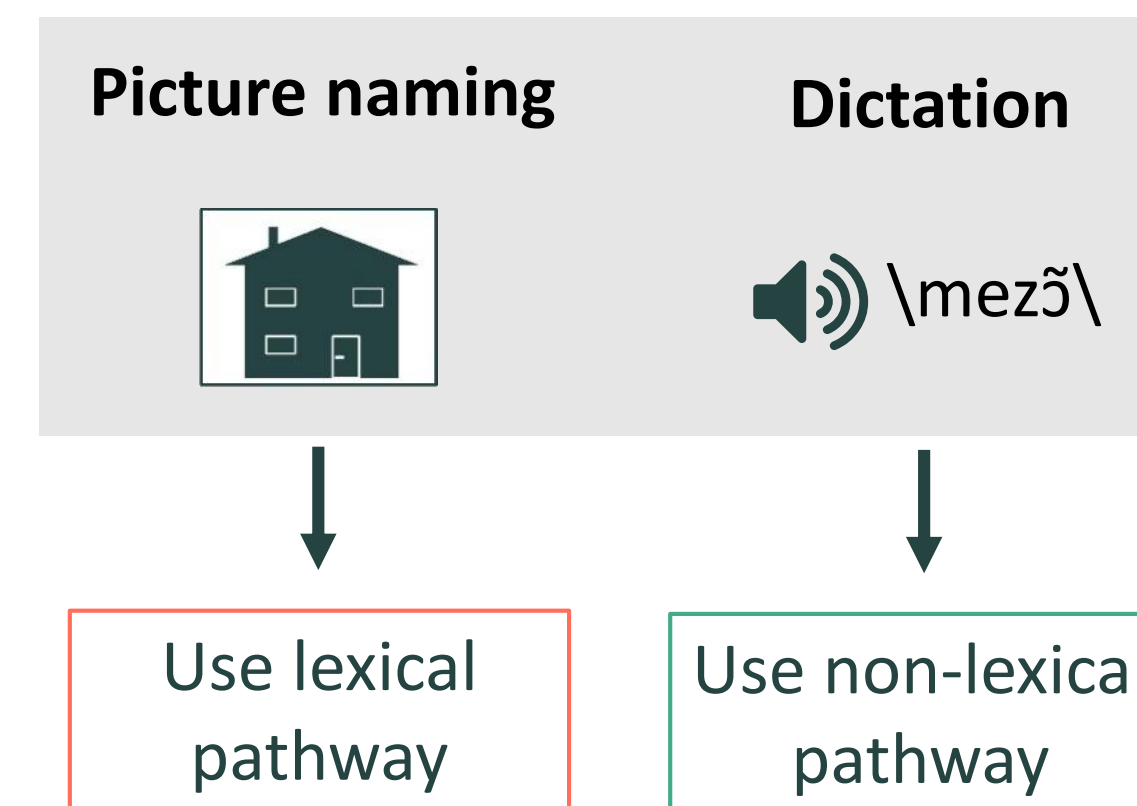 Picture naming
Dictation
\mezɔ̃\
Use lexical
pathway
Use non-lexica
pathway